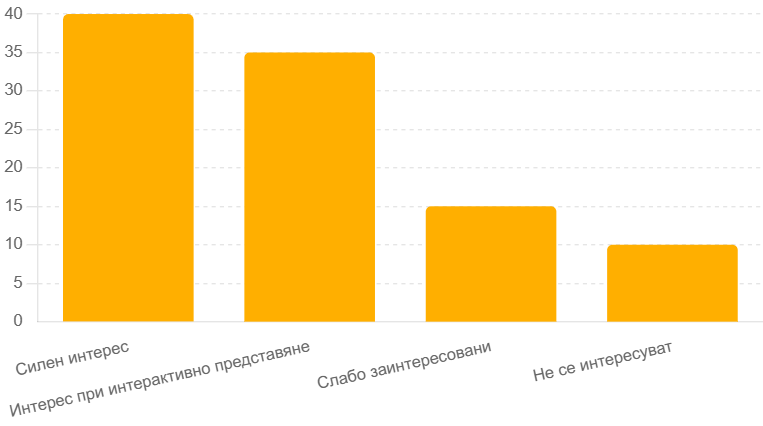 40
35
30
25
20
15
10
5
0
Силен интерес
Интерес при интерактивно представяне
Слабо заинтересовани
Не се интересуват